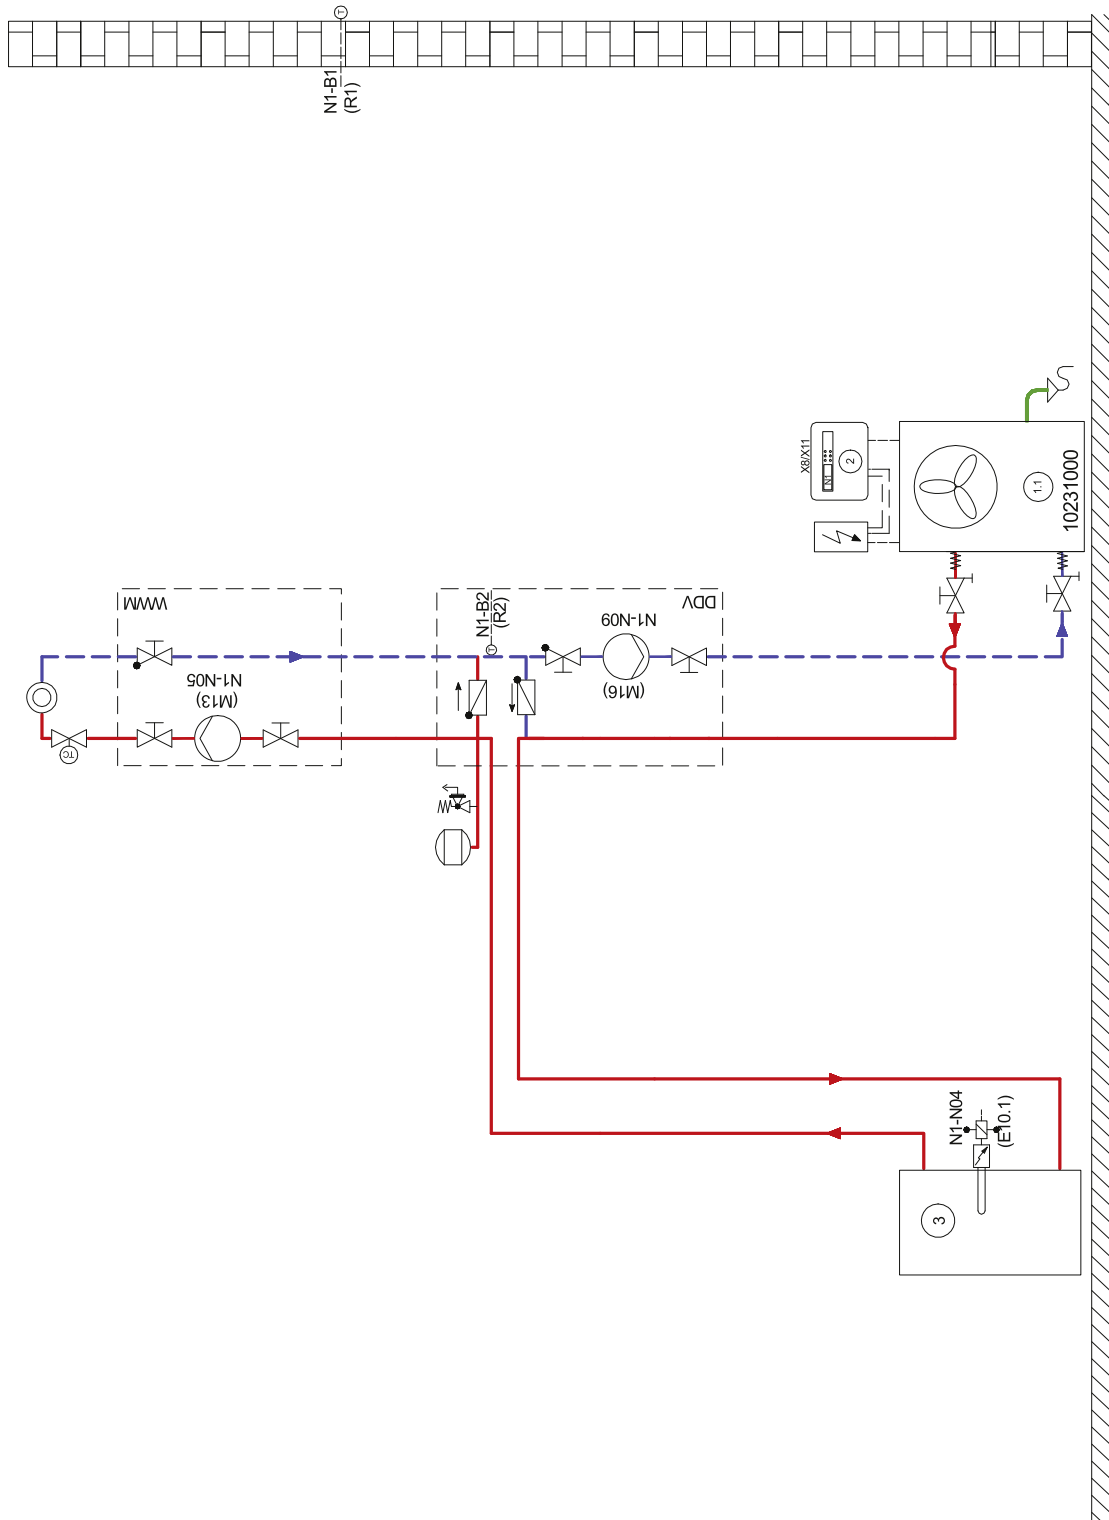 T
N1-B1
(R1)
X8/X11
N1
2
1.1
10231000
WWM
N1-N05
(M13)
TC
N1-B2
(R2)
T
DDV
N1-N09
(M16)
N1-N04
(E10.1)
3